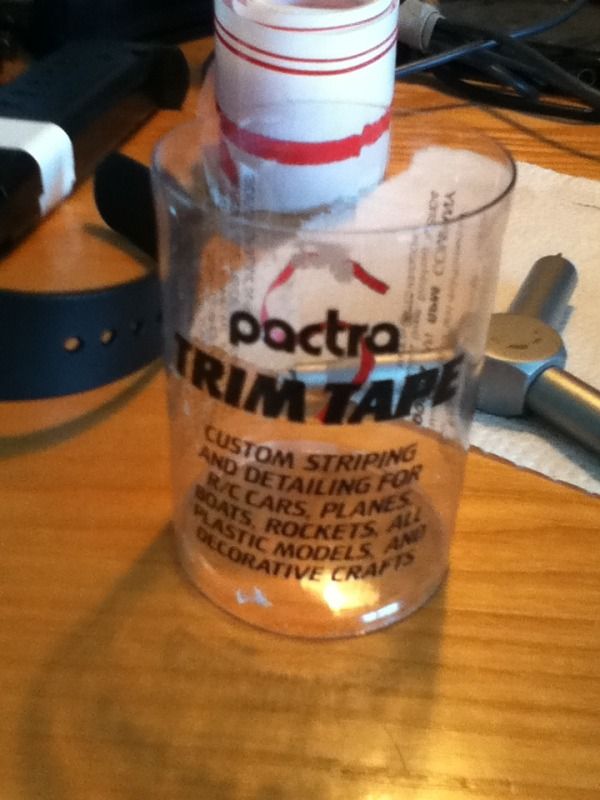 pactra
TRIM TAPE
CUSTOM STRIPING
AND DETAILING FOR
R/C CARS, PLANES,
BOATS, ROCKETS, ALL
PLASTIC MODELS, AND
DECORATIVE CRAFTS